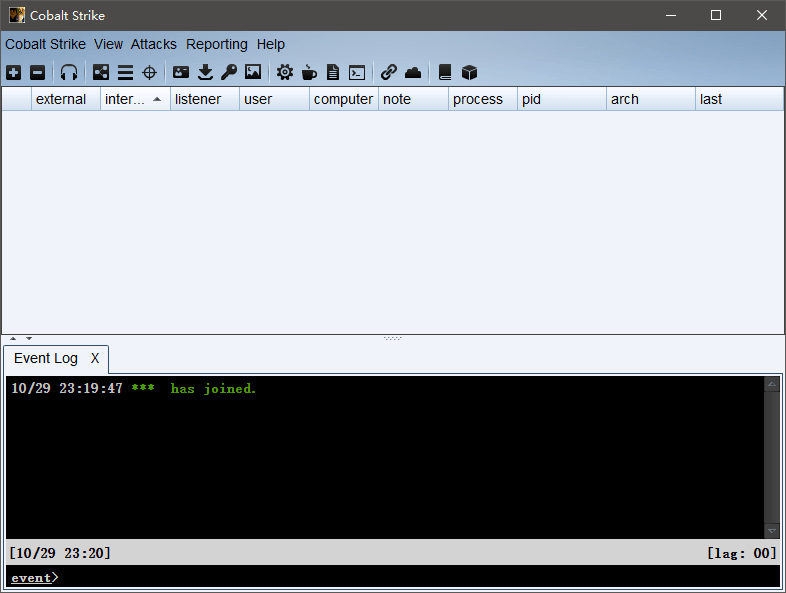 Cobalt Strike
Cobalt Strike View Attacks Reporting Help
external inter... listener user computer note process pid arch last
Event Log X
10/29 23:19:47 *** has joined.
[10/29 23:20] [lag: 00]
event>